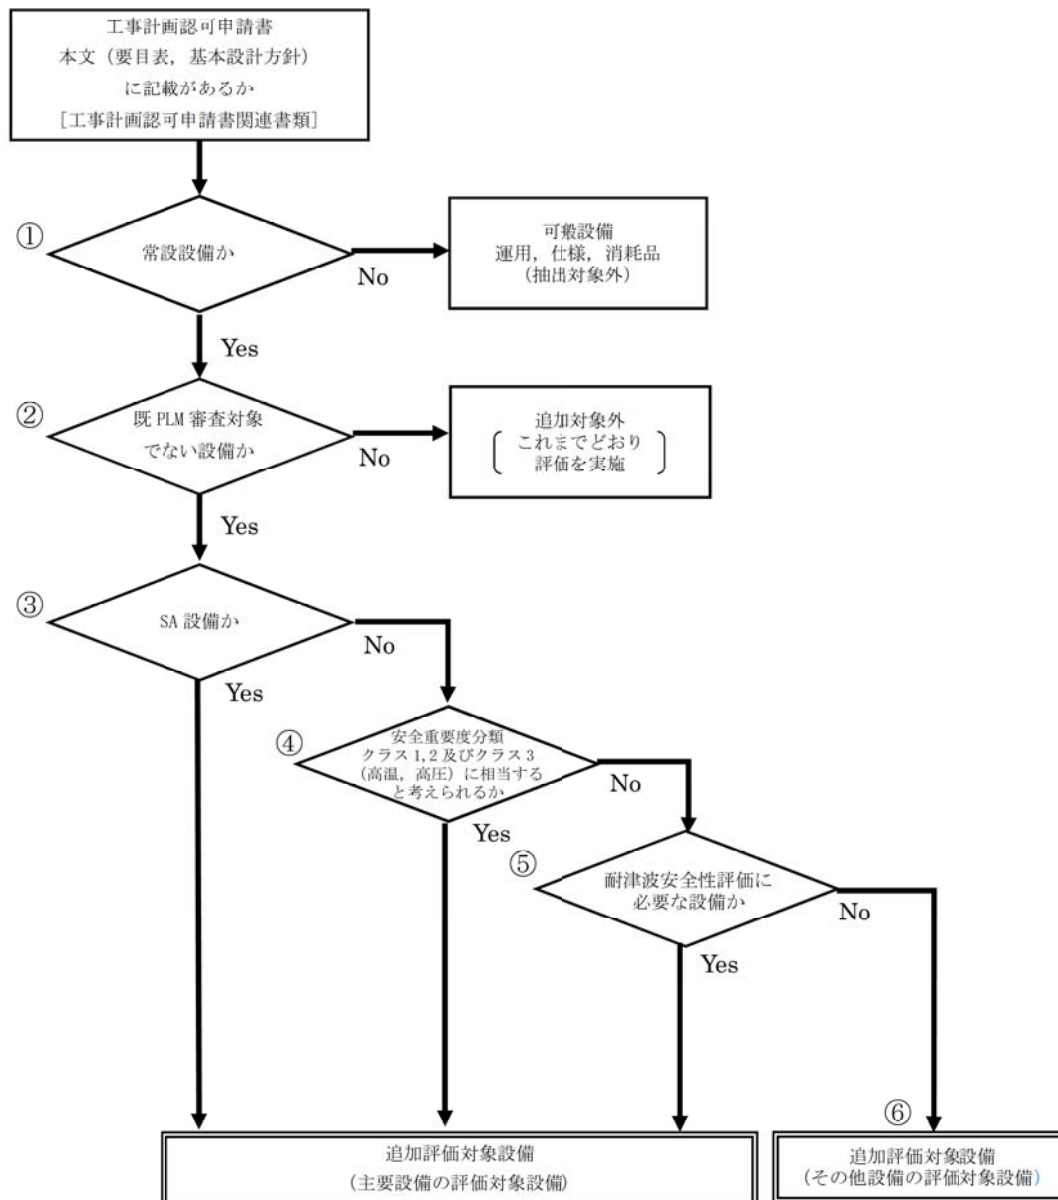 工事計画認可申請書
本文（要目表，基本設計方針）
に記載があるか
［工事計画認可申請書関連書類］
①
常設設備か
No
可般設備
運用，仕様，消耗品
（抽出対象外）
Yes
②
既 PLM 審査対象
でない設備か
No
追加対象外
これまでどおり
評価を実施
Yes
③
SA 設備か
No
Yes
④
安全重要度分類
クラス 1,2 及びクラス 3
（高温，高圧）に相当する
と考えられるか
No
Yes
⑤
耐津波安全性評価に
必要な設備か
No
Yes
⑥
追加評価対象設備
（主要設備の評価対象設備）
追加評価対象設備
（その他設備の評価対象設備）